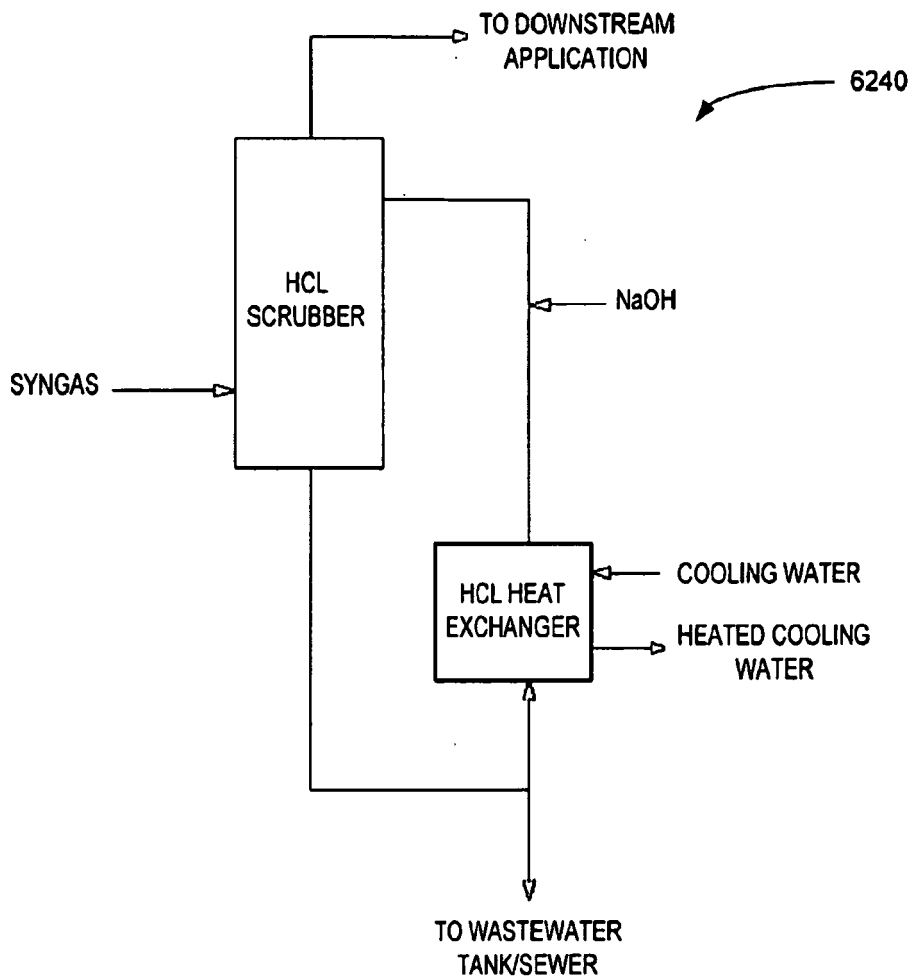 TO DOWNSTREAM
APPLICATION
6240
HCL
SCRUBBER
NaOH
SYNGAS
HCL HEAT
EXCHANGER
COOLING WATER
HEATED COOLING
WATER
TO WASTEWATER
TANK/SEWER